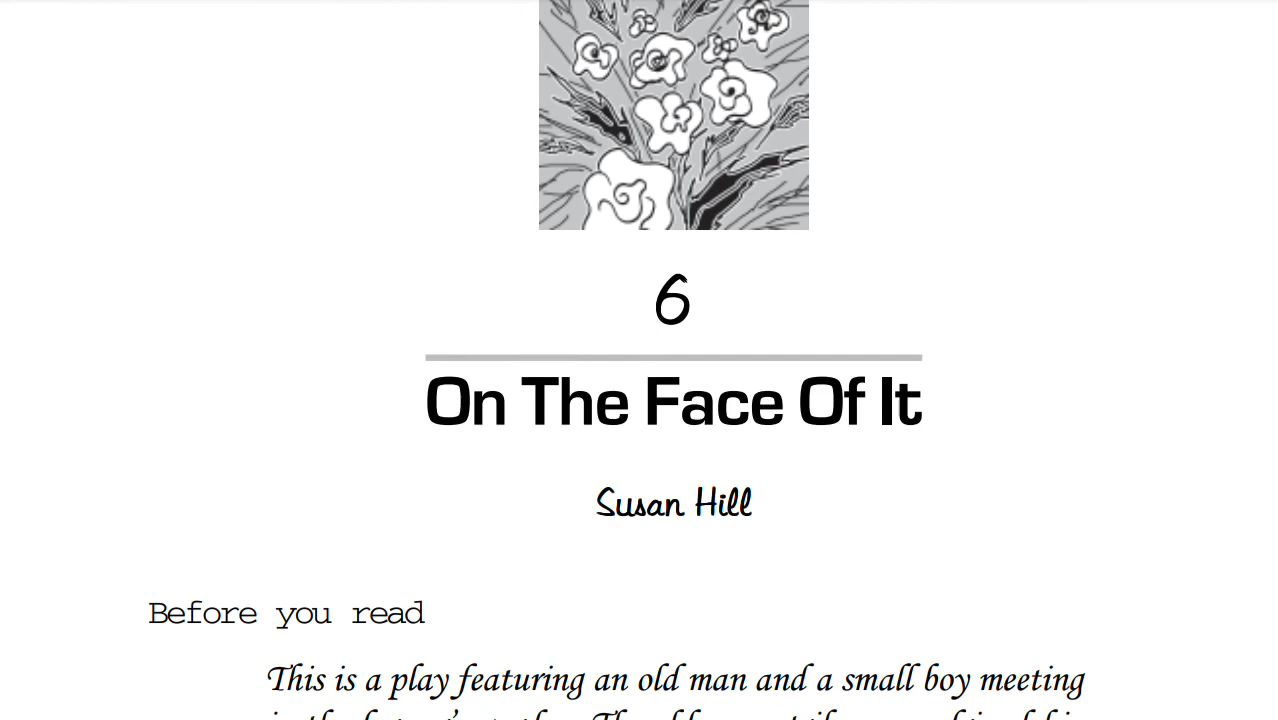 6
On The Face Of It
Susan Hill
Before you read
This is a play featuring an old man and a small boy meeting